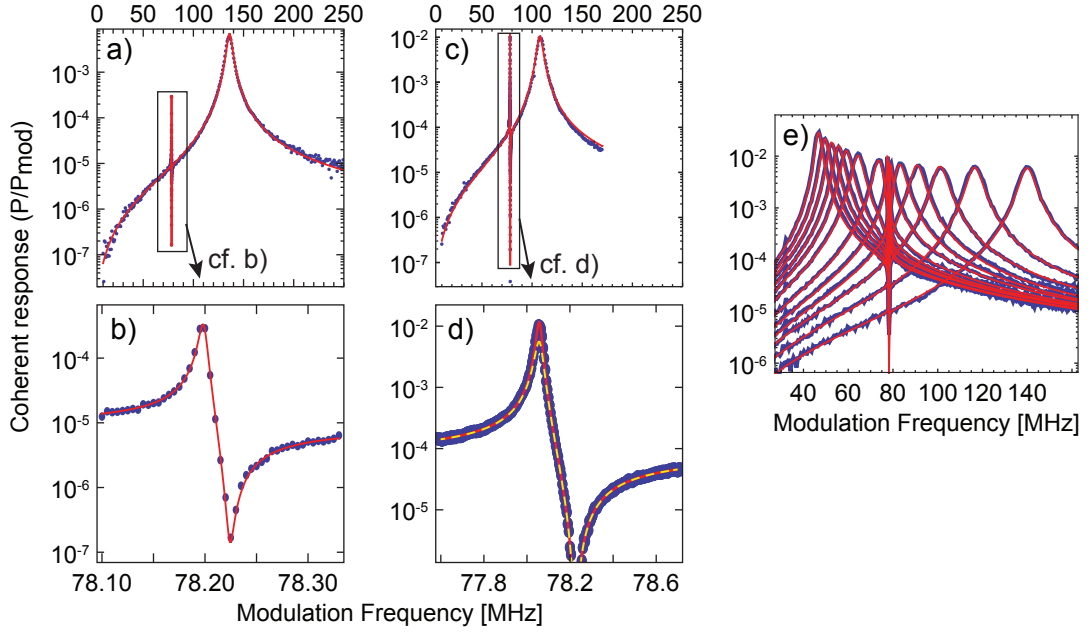 0 50 100 150 200 250
0 50 100 150 200 250
a)
10-3
10-4
10-5
10-6
10-7
cf. b)
c)
10-2
10-3
10-4
10-5
10-6
10-7
cf. d)
e)
10-2
10-3
10-4
10-5
10-6
40 60 80 100 120 140
Modulation Frequency [MHz]
Coherent response (P/Pmod)
b)
10-4
10-5
10-6
10-7
78.10 78.20 78.30
d)
10-2
10-3
10-4
10-5
77.8 78.2 78.6
Modulation Frequency [MHz]